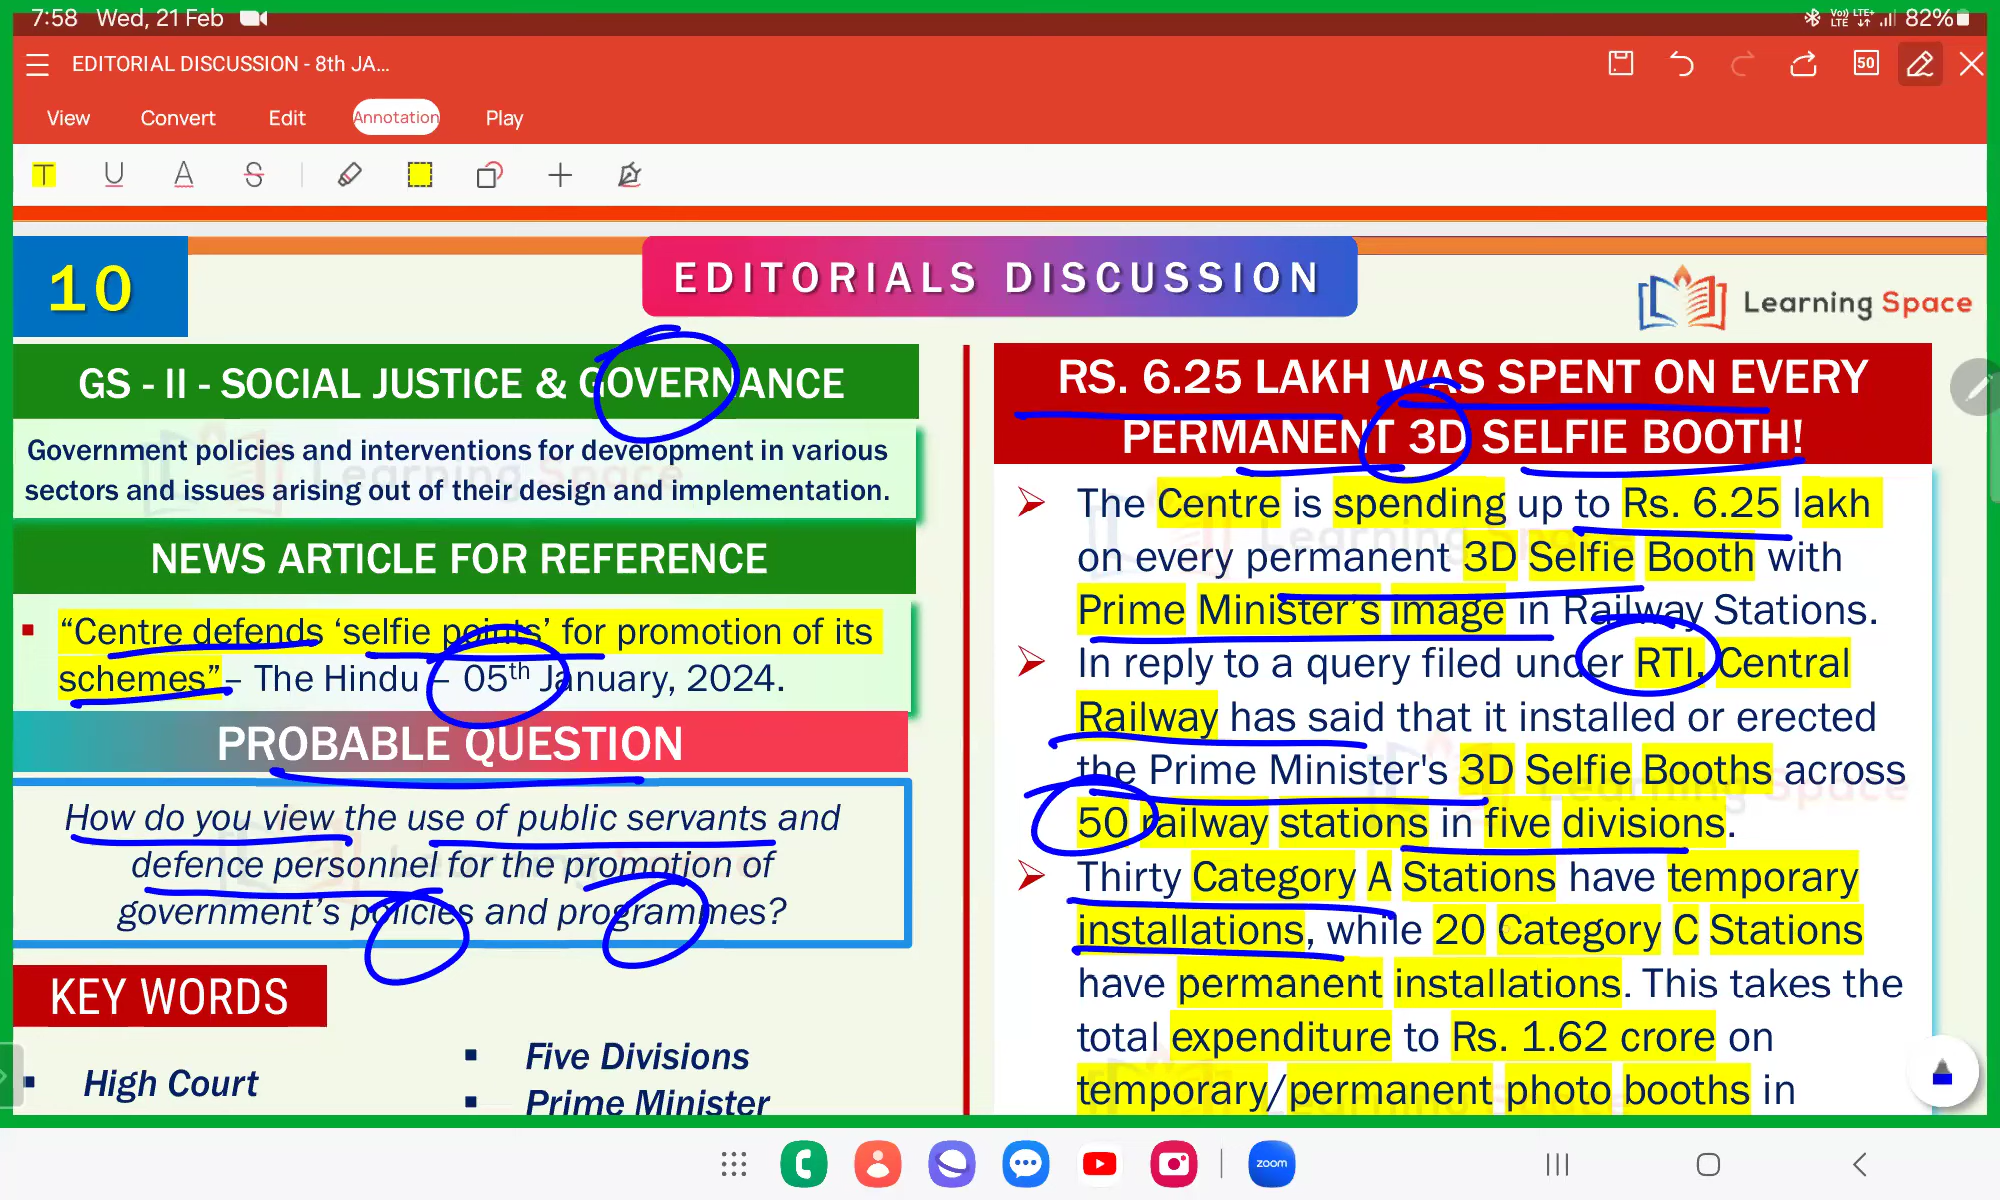 7:58 Wed, 21 Feb
Vo)) LTE+
LTE
82%
EDITORIAL DISCUSSION - 8th JA...
50
View Convert Edit Annotation Play
T U A S
10
EDITORIALS DISCUSSION
Learning Space
GS - II - SOCIAL JUSTICE & GOVERNANCE
Government policies and interventions for development in various
sectors and issues arising out of their design and implementation.
NEWS ARTICLE FOR REFERENCE
“Centre defends ‘selfie points’ for promotion of its
schemes” – The Hindu – 05th January, 2024.
PROBABLE QUESTION
How do you view the use of public servants and
defence personnel for the promotion of
government’s policies and programmes?
KEY WORDS
High Court
Five Divisions
Prime Minister
RS. 6.25 LAKH WAS SPENT ON EVERY
PERMANENT 3D SELFIE BOOTH!
The Centre is spending up to Rs. 6.25 lakh
on every permanent 3D Selfie Booth with
Prime Minister’s image in Railway Stations.
In reply to a query filed under RTI, Central
Railway has said that it installed or erected
the Prime Minister's 3D Selfie Booths across
50 railway stations in five divisions.
Thirty Category A Stations have temporary
installations, while 20 Category C Stations
have permanent installations. This takes the
total expenditure to Rs. 1.62 crore on
temporary/permanent photo booths in
zoom